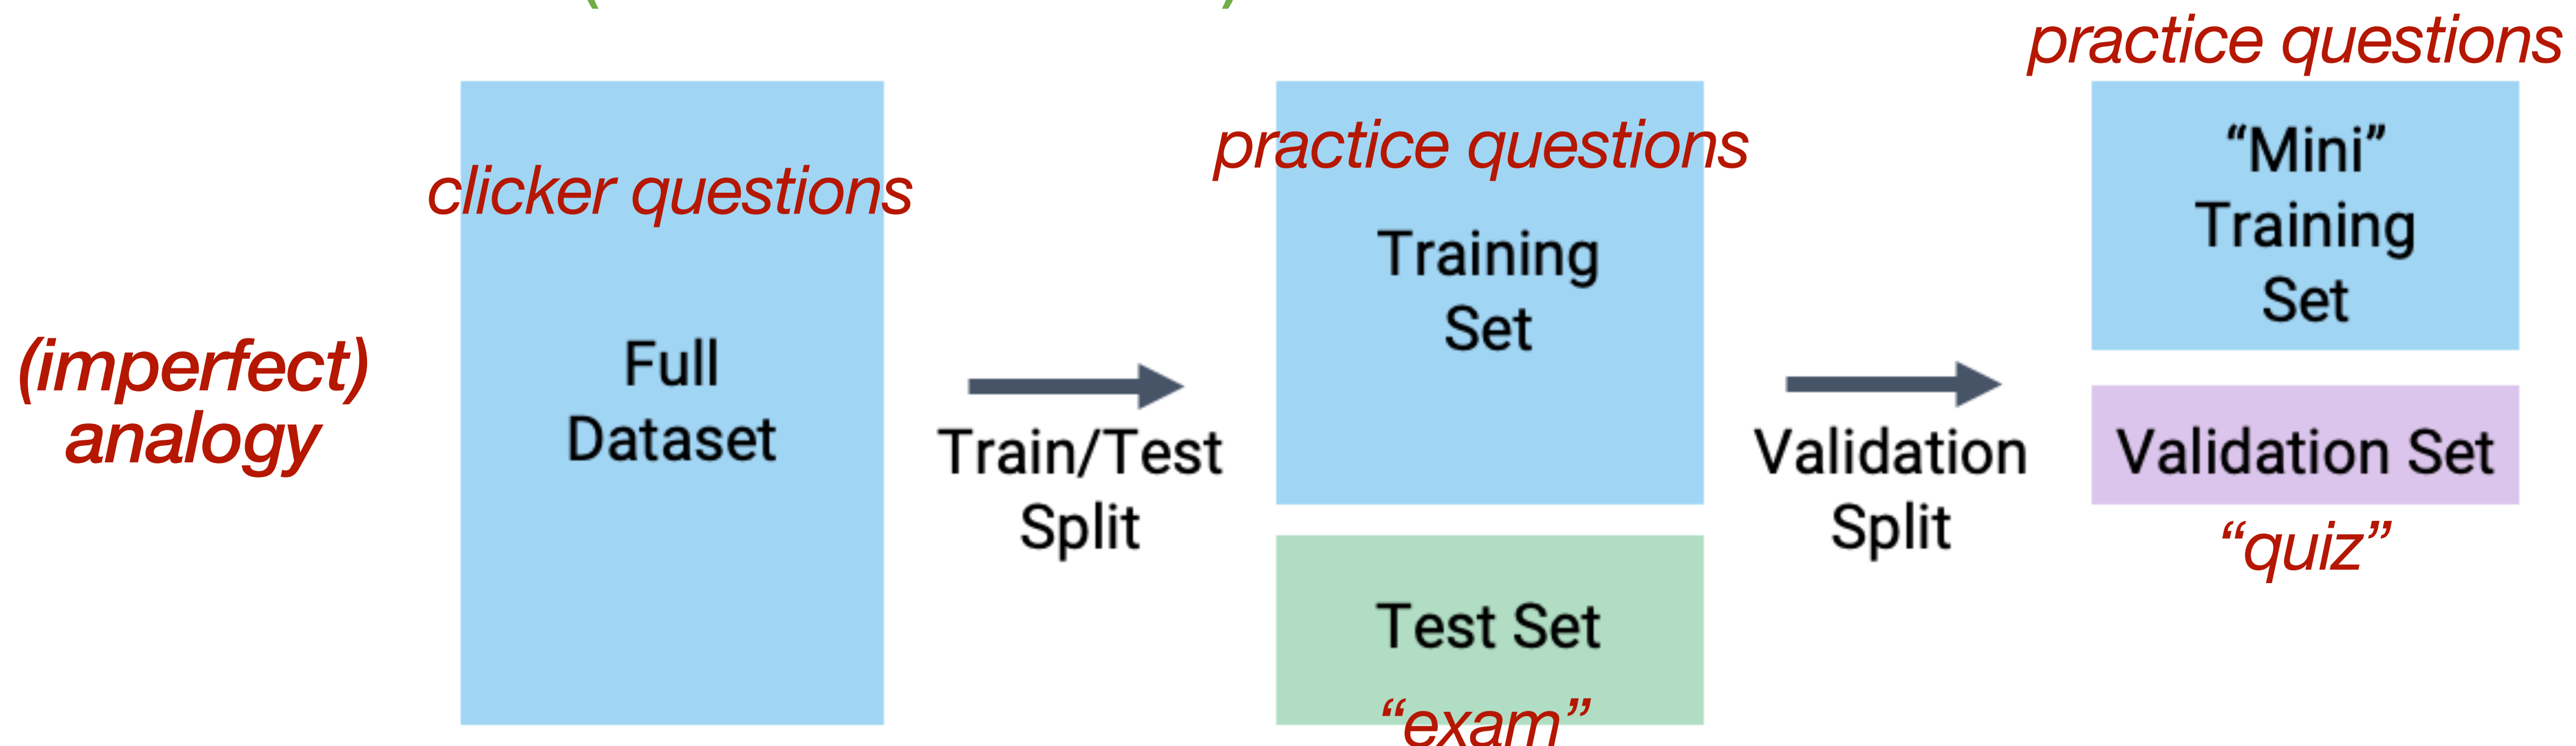 (imperfect)
analogy
clicker questions
Full
Dataset
Train/Test
Split
practice questions
Training
Set
Test Set
“exam”
Validation
Split
practice questions
“Mini”
Training
Set
Validation Set
“quiz”